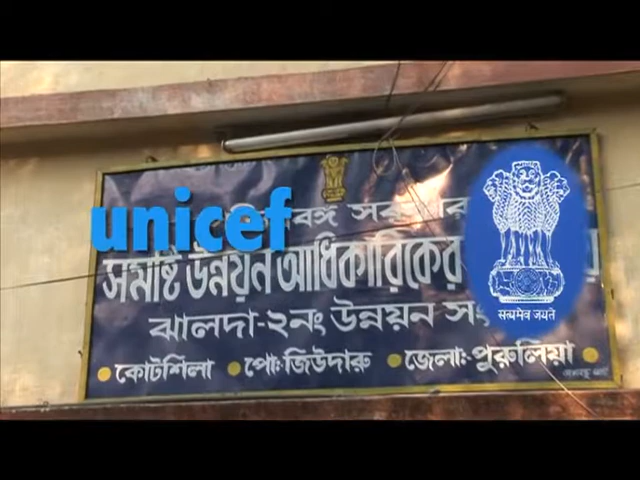 unicef
বঙ্গ সরকার
সমষ্টি উন্নয়ন আধিকারিকের
ঝালদা-২নং উন্নয়ন
সত্যমেব জয়তে
• কোটশিলা • পোঃ-জিউদারু • জেলাঃ-পুরুলিয়া •